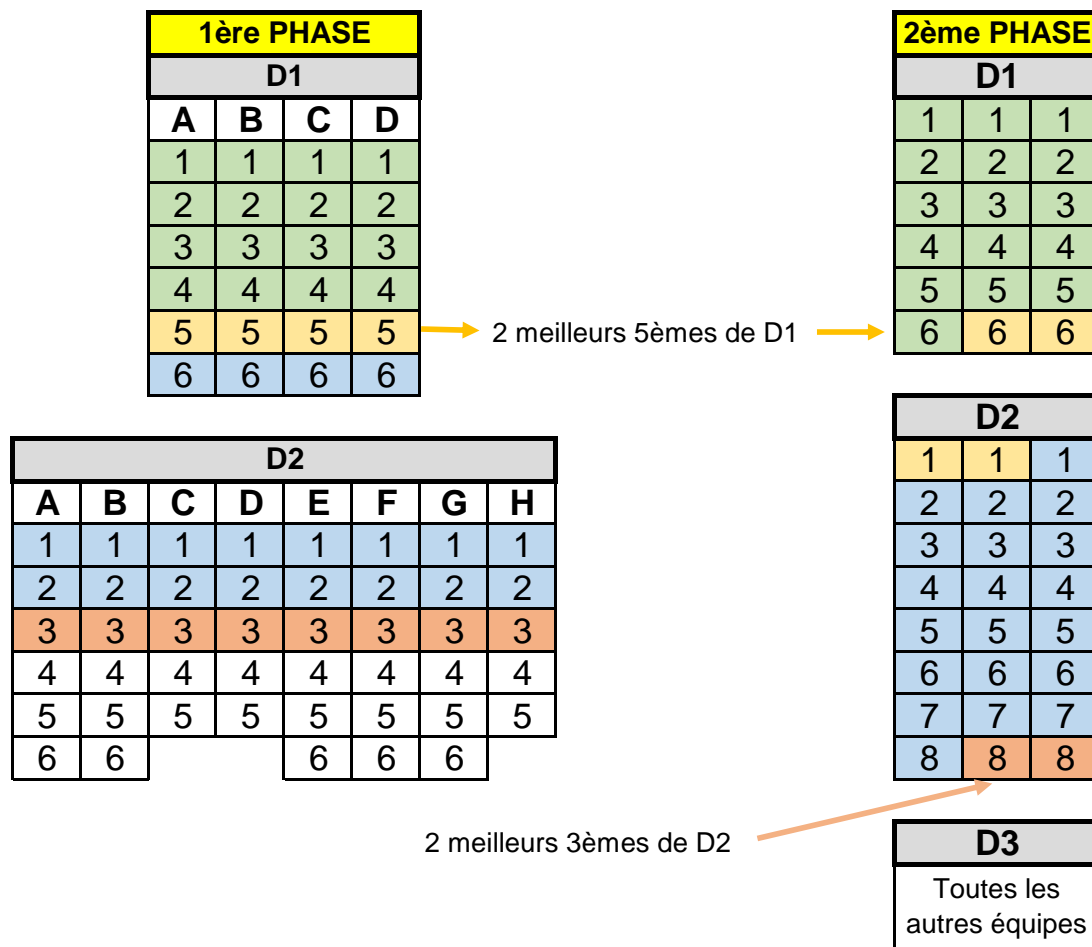 1ère PHASE
D1
A B C D
1 1 1 1
2 2 2 2
3 3 3 3
4 4 4 4
5 5 5 5
6 6 6 6
2 meilleurs 5èmes de D1
2ème PHASE
D1
1 1 1
2 2 2
3 3 3
4 4 4
5 5 5
6 6 6
D2
A B C D E F G H
1 1 1 1 1 1 1 1
2 2 2 2 2 2 2 2
3 3 3 3 3 3 3 3
4 4 4 4 4 4 4 4
5 5 5 5 5 5 5 5
6 6 6 6 6
2 meilleurs 3èmes de D2
D2
1 1 1
2 2 2
3 3 3
4 4 4
5 5 5
6 6 6
7 7 7
8 8 8
D3
Toutes les
autres équipes